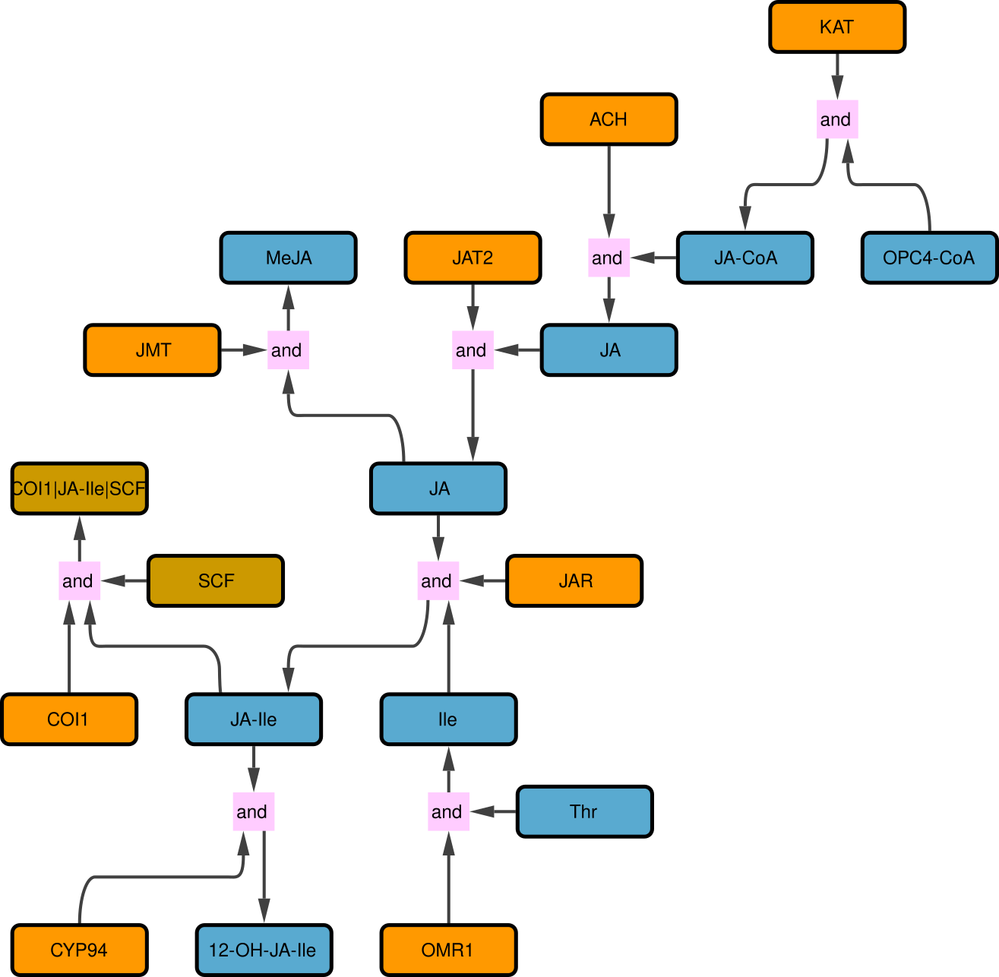 KAT
ACH
and
MeJA
JAT2
and
JA-CoA
OPC4-CoA
JMT
and
and
JA
COI1|JA-Ile|SCF
JA
and
SCF
and
JAR
COI1
JA-Ile
Ile
and
and
Thr
CYP94
12-OH-JA-Ile
OMR1